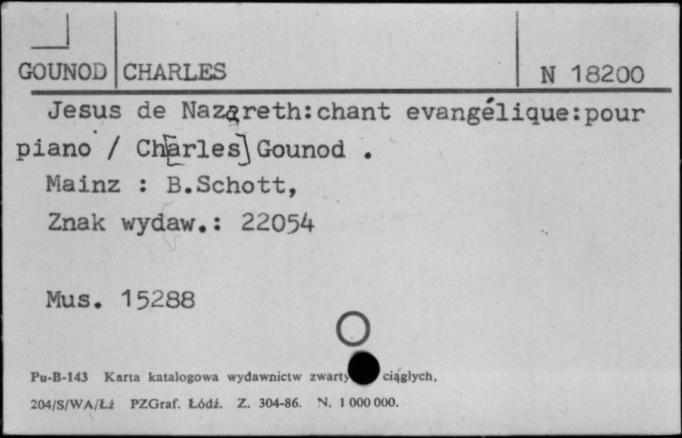 GOUNOD CHARLES N 18200
Jesus de Nazareth:chant evangélique:pour
piano / Ch[arles] Gounod .
Mainz : B.Schott,
Znak wydaw.: 22054
Mus. 15288
Pu-B-143 Karta katalogowa wydawnictw ciągłych,
204/S/WA/Łź PZGraf. Łódź. Z. 304-86. N. 1 000 000.